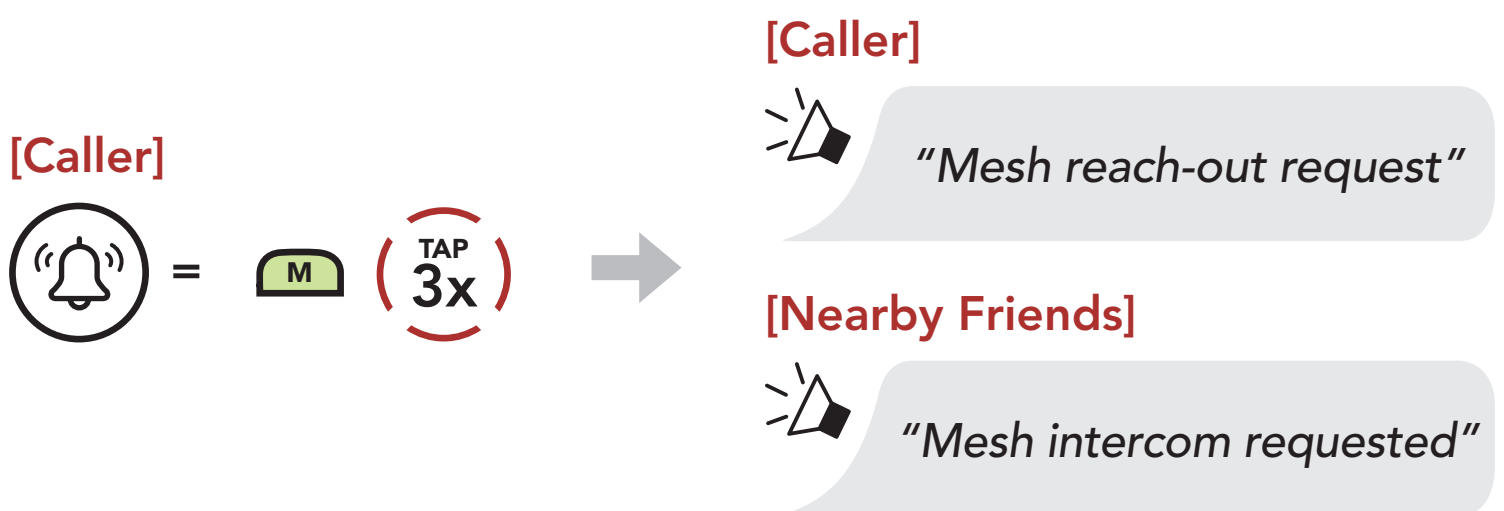 [Caller]
=
M
TAP
3x
[Caller]
“Mesh reach-out request”
[Nearby Friends]
“Mesh intercom requested”